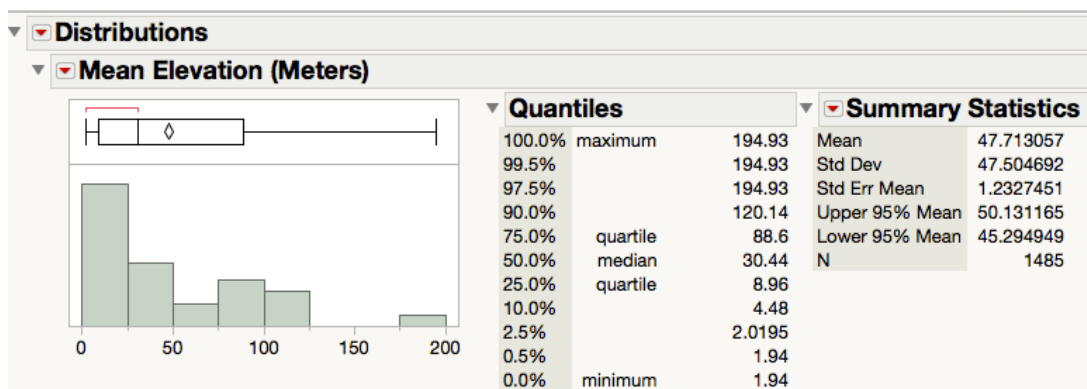 Distributions
Mean Elevation (Meters)
0 50 100 150 200
Quantiles
100.0% maximum 194.93
99.5% 194.93
97.5% 194.93
90.0% 120.14
75.0% quartile 88.6
50.0% median 30.44
25.0% quartile 8.96
10.0% 4.48
2.5% 2.0195
0.5% 1.94
0.0% minimum 1.94
Summary Statistics
Mean 47.713057
Std Dev 47.504692
Std Err Mean 1.2327451
Upper 95% Mean 50.131165
Lower 95% Mean 45.294949
N 1485